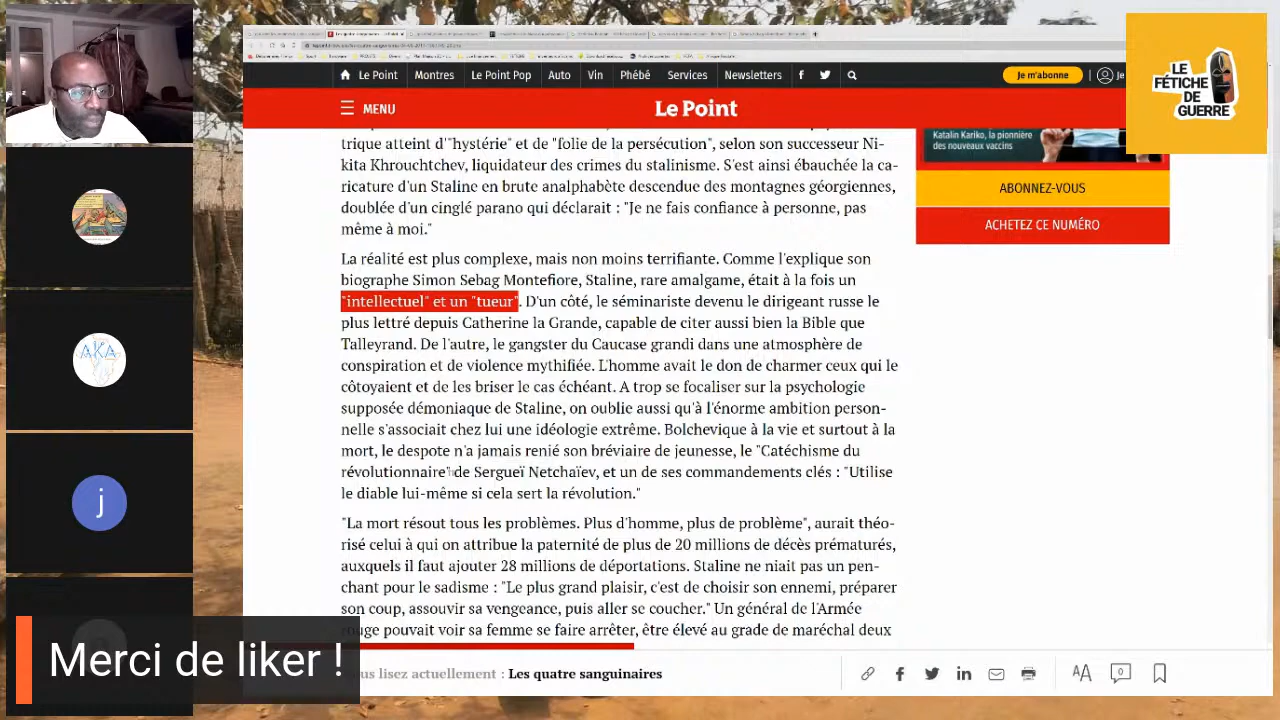 Le Point
Montres
Le Point Pop
Auto
Vin
Phébé
Services
Newsletters
Je m'abonne
Je
MENU
Le Point
LE
FÉTICHE
DE
GUERRE
trique atteint d'"hystérie" et de "folie de la persécution", selon son successeur Ni-
kita Khrouchtchev, liquidateur des crimes du stalinisme. S'est ainsi ébauchée la ca-
ricature d'un Staline en brute analphabète descendue des montagnes géorgiennes,
doublée d'un cinglé parano qui déclarait : "Je ne fais confiance à personne, pas
même à moi."
La réalité est plus complexe, mais non moins terrifiante. Comme l'explique son
biographe Simon Sebag Montefiore, Staline, rare amalgame, était à la fois un
"intellectuel" et un "tueur". D'un côté, le séminariste devenu le dirigeant russe le
plus lettré depuis Catherine la Grande, capable de citer aussi bien la Bible que
Talleyrand. De l'autre, le gangster du Caucase grandi dans une atmosphère de
conspiration et de violence mythifiée. L'homme avait le don de charmer ceux qui le
côtoyaient et de les briser le cas échéant. A trop se focaliser sur la psychologie
supposée démoniaque de Staline, on oublie aussi qu'à l'énorme ambition person-
nelle s'associait chez lui une idéologie extrême. Bolchevique à la vie et surtout à la
mort, le despote n'a jamais renié son bréviaire de jeunesse, le "Catéchisme du
révolutionnaire" de Sergueï Netchaïev, et un de ses commandements clés : "Utilise
le diable lui-même si cela sert la révolution."
"La mort résout tous les problèmes. Plus d'homme, plus de problème", aurait théo-
risé celui à qui on attribue la paternité de plus de 20 millions de décès prématurés,
auxquels il faut ajouter 28 millions de déportations. Staline ne niait pas un pen-
chant pour le sadisme : "Le plus grand plaisir, c'est de choisir son ennemi, préparer
son coup, assouvir sa vengeance, puis aller se coucher." Un général de l'Armée
rouge pouvait voir sa femme se faire arrêter, être élevé au grade de maréchal deux
Katalin Kariko, la pionnière
des nouveaux vaccins
ABONNEZ-VOUS
ACHETEZ CE NUMÉRO
AKA
j
Merci de liker !
lisez actuellement : Les quatre sanguinaires
AA
0